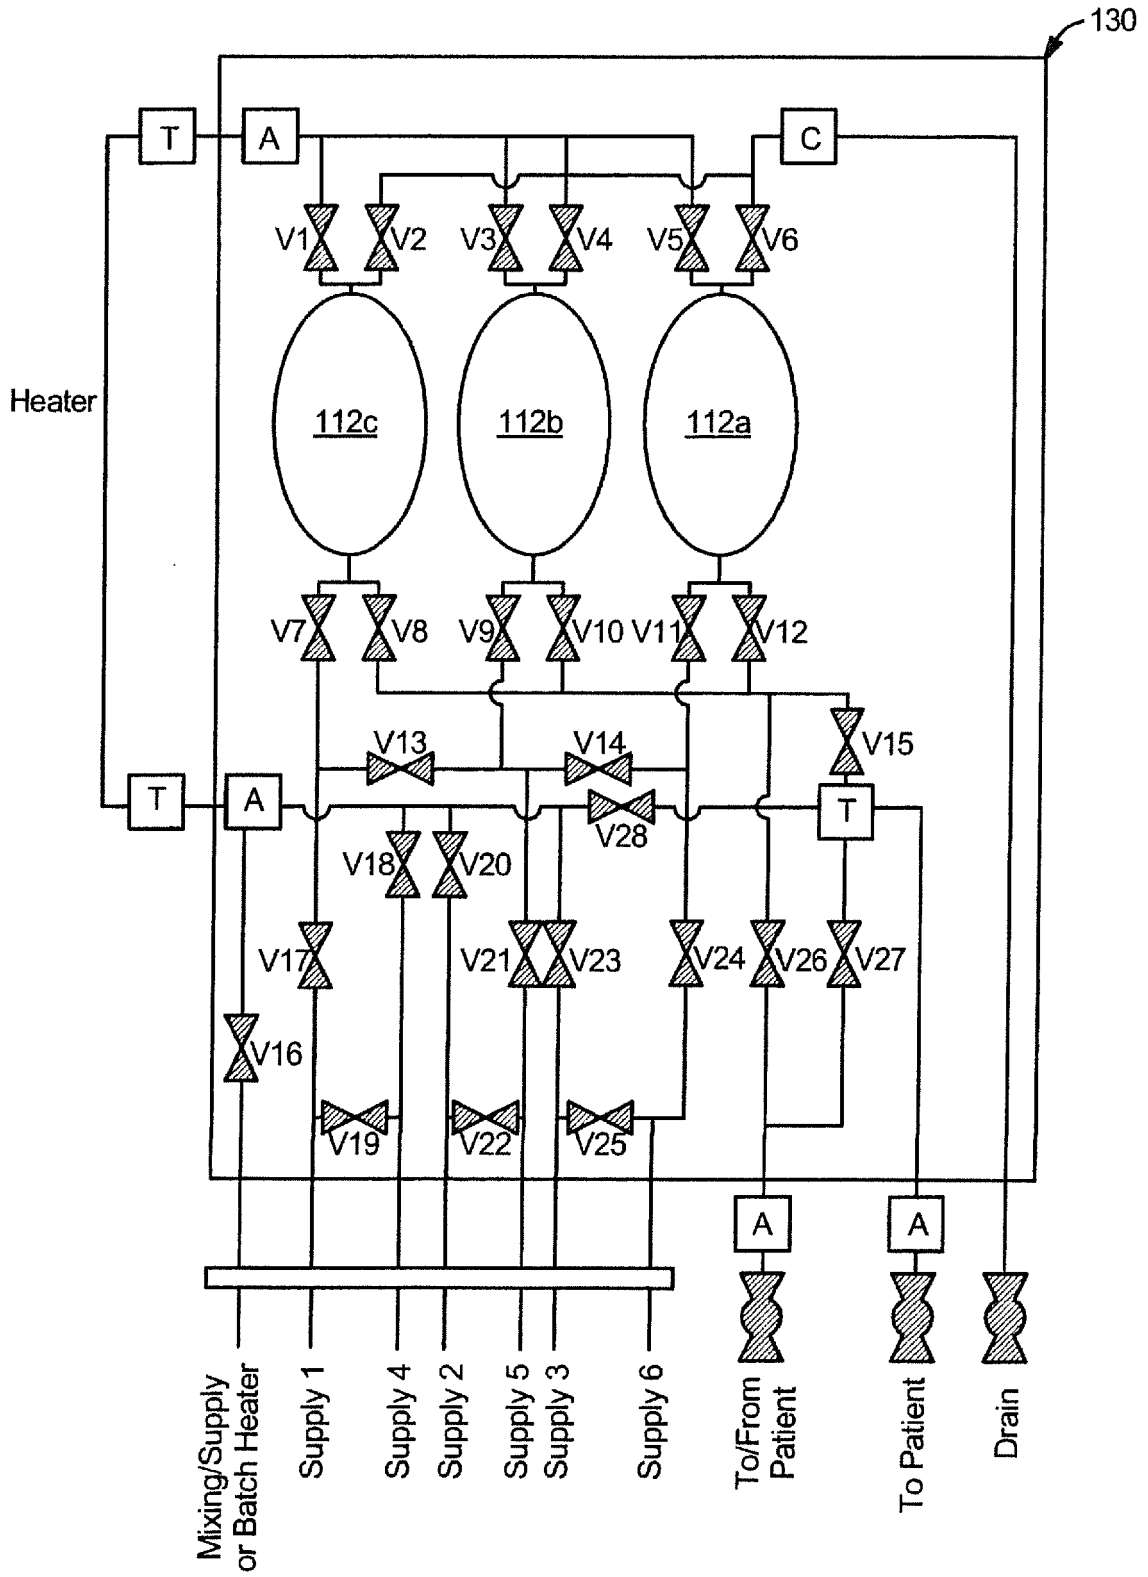 130
T
A
C
V1
V2
V3
V4
V5
V6
Heater
112c
112b
112a
V7
V8
V9
V10
V11
V12
V13
V14
V15
T
A
V28
T
V18
V20
V17
V21
V23
V24
V26
V27
V16
V19
V22
V25
A
A
Mixing/Supply
or Batch Heater
Supply 1
Supply 4
Supply 2
Supply 5
Supply 3
Supply 6
To/From
Patient
To Patient
Drain